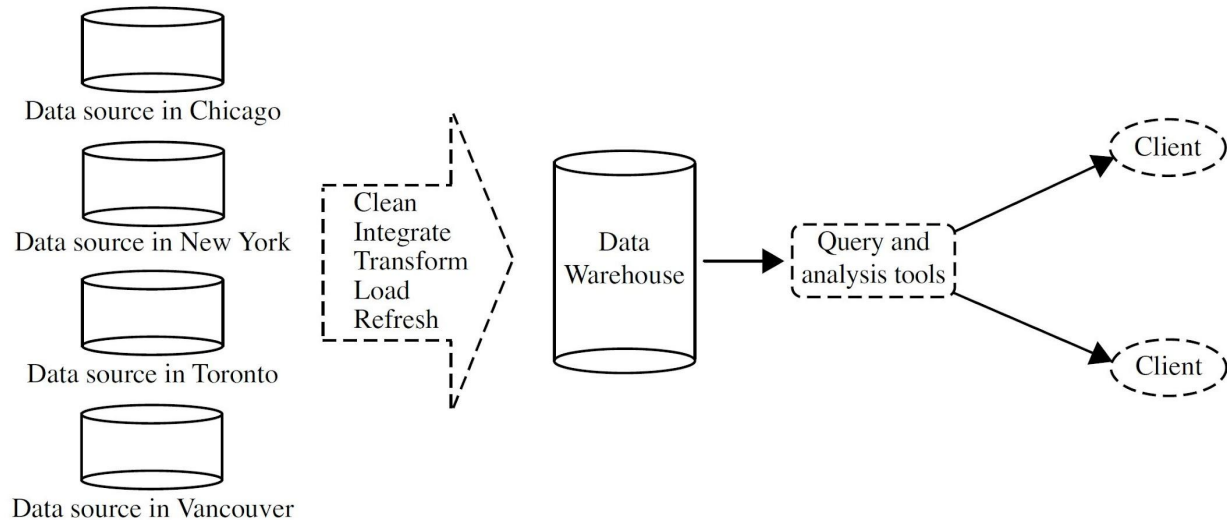 Data source in Chicago
Data source in New York
Data source in Toronto
Data source in Vancouver
Clean
Integrate
Transform
Load
Refresh
Data
Warehouse
Query and
analysis tools
Client
Client